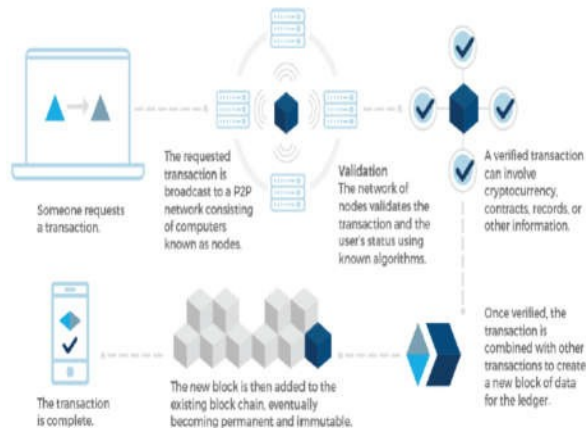 Someone requests
a transaction.
The requested
transaction is
broadcast to a P2P
network consisting
of computers
known as nodes.
Validation
The network of
nodes validates the
transaction and the
user's status using
known algorithms.
A verified transaction
can involve
cryptocurrency,
contracts, records, or
other information.
Once verified, the
transaction is
combined with other
transactions to create
a new block of data
for the ledger.
The new block is then added to the
existing block chain, eventually
becoming permanent and immutable.
The transaction
is complete.